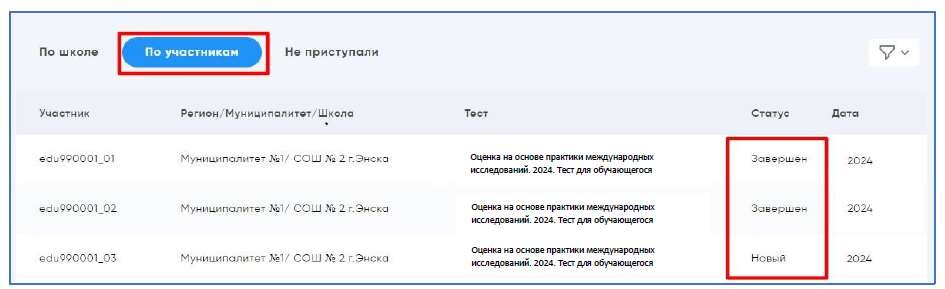 По школе По участникам Не приступали
Участник Регион/Муниципалитет/Школа Тест Статус Дата
edu990001_01 Муниципалитет №1/ СОШ № 2 г.Энска Оценка на основе практики международных исследований. 2024. Тест для обучающегося Завершен 2024
edu990001_02 Муниципалитет №1/ СОШ № 2 г.Энска Оценка на основе практики международных исследований. 2024. Тест для обучающегося Завершен 2024
edu990001_03 Муниципалитет №1/ СОШ № 2 г.Энска Оценка на основе практики международных исследований. 2024. Тест для обучающегося Новый 2024